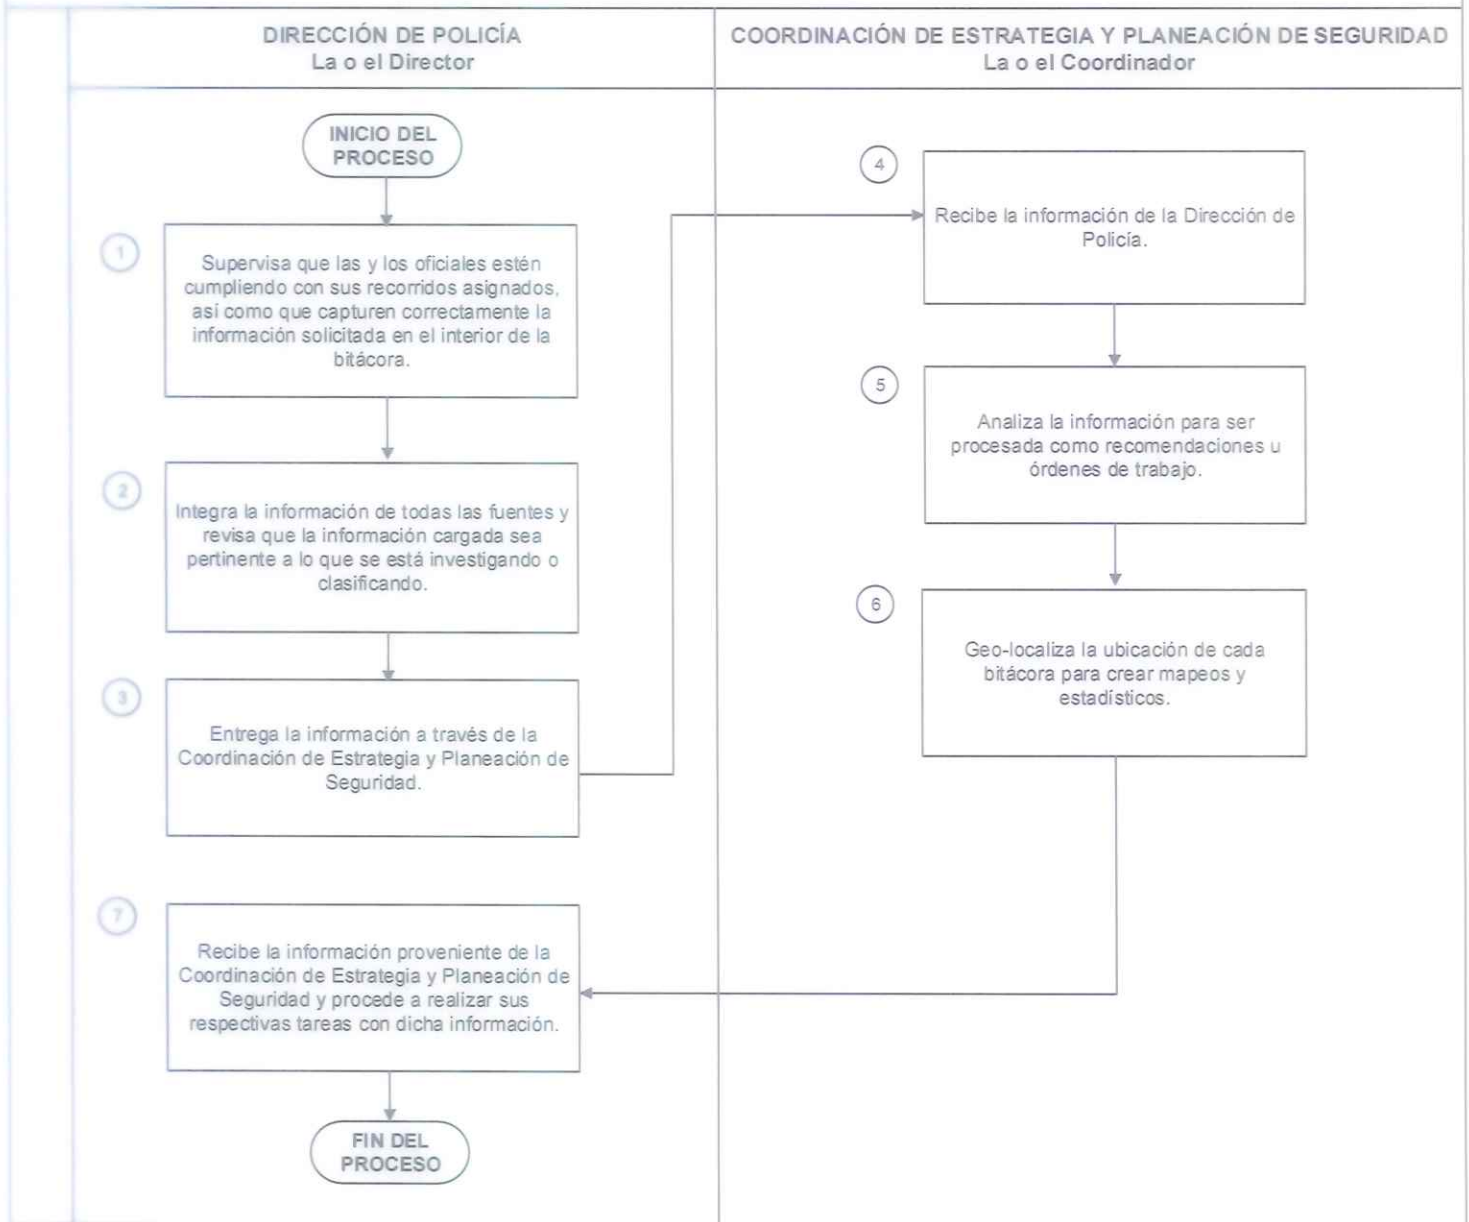 DIRECCIÓN DE POLICÍA
La o el Director
COORDINACIÓN DE ESTRATEGIA Y PLANEACIÓN DE SEGURIDAD
La o el Coordinador
INICIO DEL
PROCESO
1
Supervisa que las y los oficiales estén
cumpliendo con sus recorridos asignados,
así como que capturen correctamente la
información solicitada en el interior de la
bitácora.
2
Integra la información de todas las fuentes y
revisa que la información cargada sea
pertinente a lo que se está investigando o
clasificando.
3
Entrega la información a través de la
Coordinación de Estrategia y Planeación de
Seguridad.
4
Recibe la información de la Dirección de
Policía.
5
Analiza la información para ser
procesada como recomendaciones u
órdenes de trabajo.
6
Geo-localiza la ubicación de cada
bitácora para crear mapeos y
estadísticos.
7
Recibe la información proveniente de la
Coordinación de Estrategia y Planeación de
Seguridad y procede a realizar sus
respectivas tareas con dicha información.
FIN DEL
PROCESO